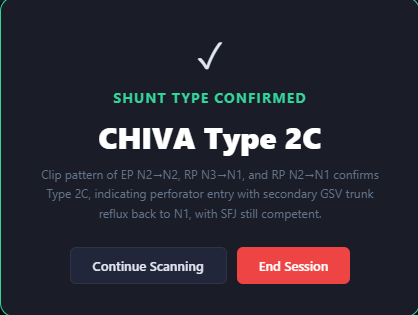 ✓
SHUNT TYPE CONFIRMED
CHIVA Type 2C
Clip pattern of EP N2→N2, RP N3→N1, and RP N2→N1 confirms
Type 2C, indicating perforator entry with secondary GSV trunk
reflux back to N1, with SFJ still competent.
Continue Scanning
End Session